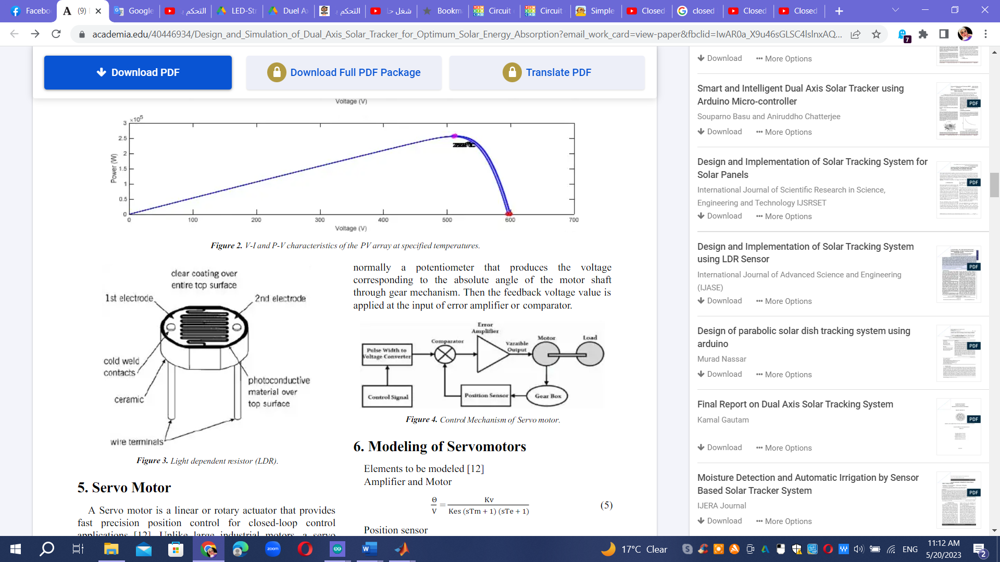 Facebo
(9)
Google
التحكم ب
LED-Str
Duel Ax
التحكم ب
شغل حا
Bookm
Circuit
Circuit
Simple
Closed
closed
Closed
Closed
academia.edu/40446934/Design_and_Simulation_of_Dual_Axis_Solar_Tracker_for_Optimum_Solar_Energy_Absorption?email_work_card=view-paper&fbclid=IwAR0a_X9u46sGLSC4lslnxAQ...
7
Download PDF
Download Full PDF Package
Translate PDF
Voltage (V)
×10⁵
3
2.5
2
1.5
1
0.5
0
Power (W)
0 100 200 300 400 500 600 700
Voltage (V)
Figure 2. V-I and P-V characteristics of the PV array at specified temperatures.
clear coating over
entire top surface
1st electrode
2nd electrode
cold weld
contacts
ceramic
photoconductive
material over
top surface
wire terminals
Figure 3. Light dependent resistor (LDR).
5. Servo Motor
A Servo motor is a linear or rotary actuator that provides
fast precision position control for closed-loop control
applications [12]. Unlike large industrial motors, a servo
normally a potentiometer that produces the voltage
corresponding to the absolute angle of the motor shaft
through gear mechanism. Then the feedback voltage value is
applied at the input of error amplifier or comparator.
Error
Amplifier
Comparator
Varaible
Output
Motor
Load
Pulse Width to
Voltage Converter
Control Signal
Position Sensor
Gear Box
Figure 4. Control Mechanism of Servo motor.
6. Modeling of Servomotors
Elements to be modeled [12]
Amplifier and Motor
Θ/V = Kv/Kes (sTm + 1) (sTe + 1) (5)
Position sensor
Download ••• More Options
Smart and Intelligent Dual Axis Solar Tracker using
Arduino Micro-controller
Souparno Basu and Aniruddho Chatterjee
Download ••• More Options
PDF
Design and Implementation of Solar Tracking System for
Solar Panels
International Journal of Scientific Research in Science,
Engineering and Technology IJSRSET
Download ••• More Options
PDF
Design and Implementation of Solar Tracking System
using LDR Sensor
International Journal of Advanced Science and Engineering
(IJASE)
Download ••• More Options
PDF
Design of parabolic solar dish tracking system using
arduino
Murad Nassar
Download ••• More Options
PDF
Final Report on Dual Axis Solar Tracking System
Kamal Gautam
Download ••• More Options
PDF
Moisture Detection and Automatic Irrigation by Sensor
Based Solar Tracker System
IJERA Journal
Download ••• More Options
PDF
zoom
17°C Clear
ENG
11:12 AM
5/20/2023
2